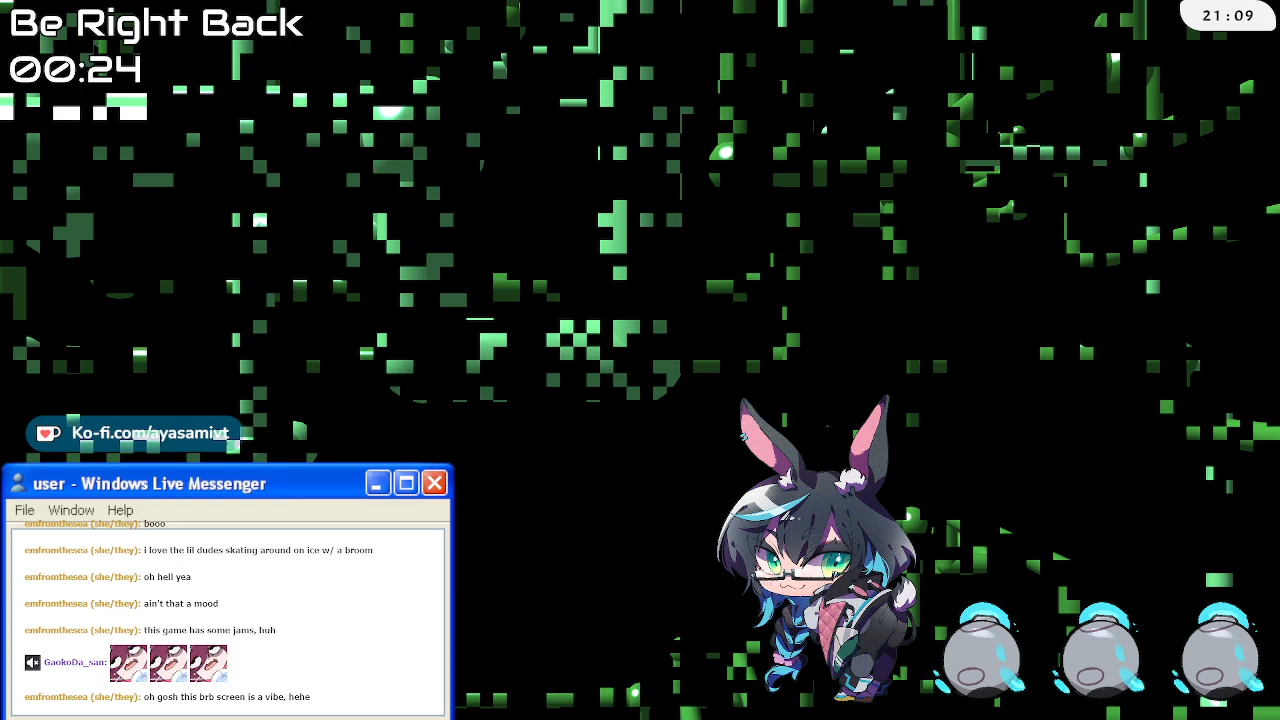 Be Right Back
00:24
21:09
Ko-fi.com/ayasamivt
user - Windows Live Messenger
File Window Help
emfromthesea (she/they): booo
emfromthesea (she/they): i love the lil dudes skating around on ice w/ a broom
emfromthesea (she/they): oh hell yea
emfromthesea (she/they): ain't that a mood
emfromthesea (she/they): this game has some jams, huh
GaokoDa_san:
emfromthesea (she/they): oh gosh this brb screen is a vibe, hehe